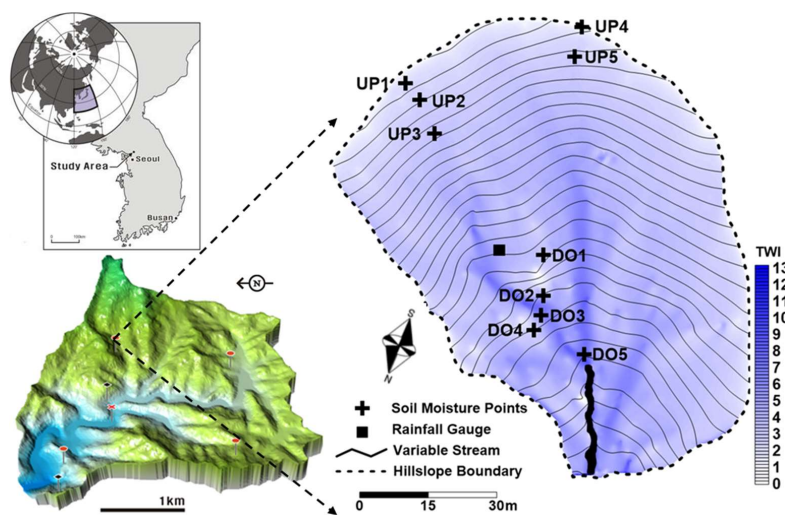 UP4
UP5
UP1
UP2
UP3
Study Area
Seoul
Busan
0 100km
N
DO1
DO2
DO3
DO4
DO5
TWI
13
12
11
10
9
8
7
6
5
4
3
2
1
0
S
N
Soil Moisture Points
Rainfall Gauge
Variable Stream
Hillslope Boundary
0 15 30m
1km